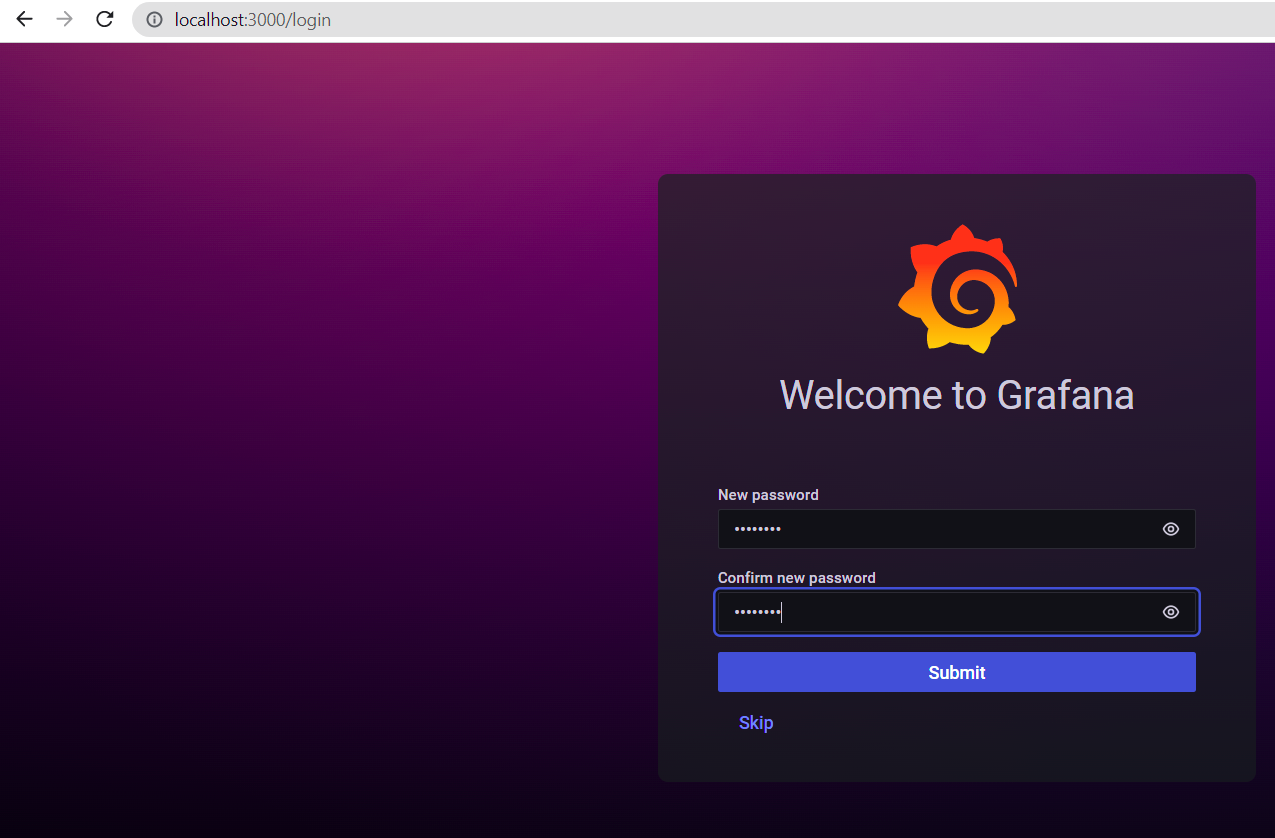 localhost:3000/login
Welcome to Grafana
New password
••••••••
Confirm new password
••••••••
Submit
Skip